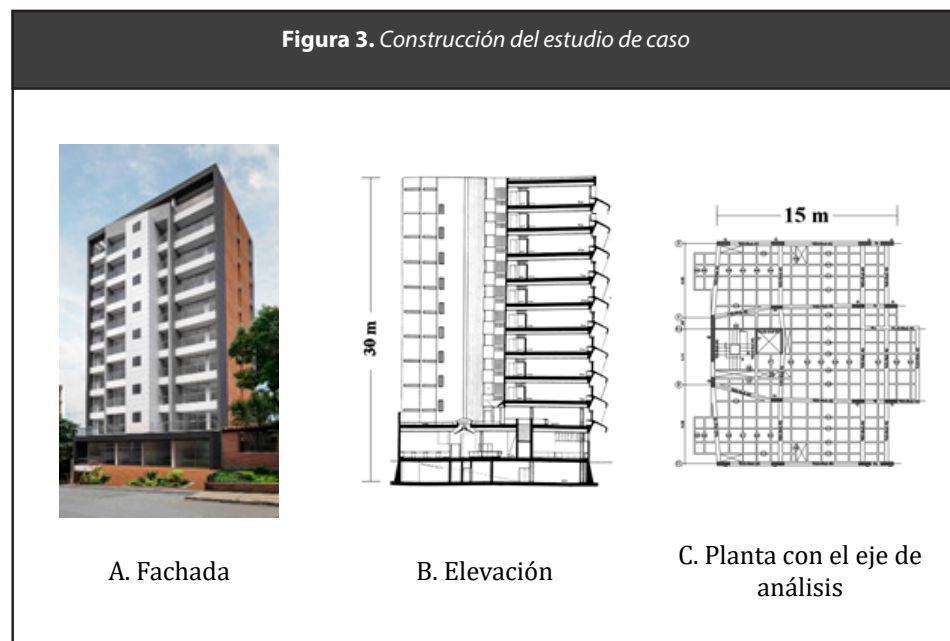 Figura 3. Construcción del estudio de caso
15 m
30 m
A. Fachada
B. Elevación
C. Planta con el eje de
análisis